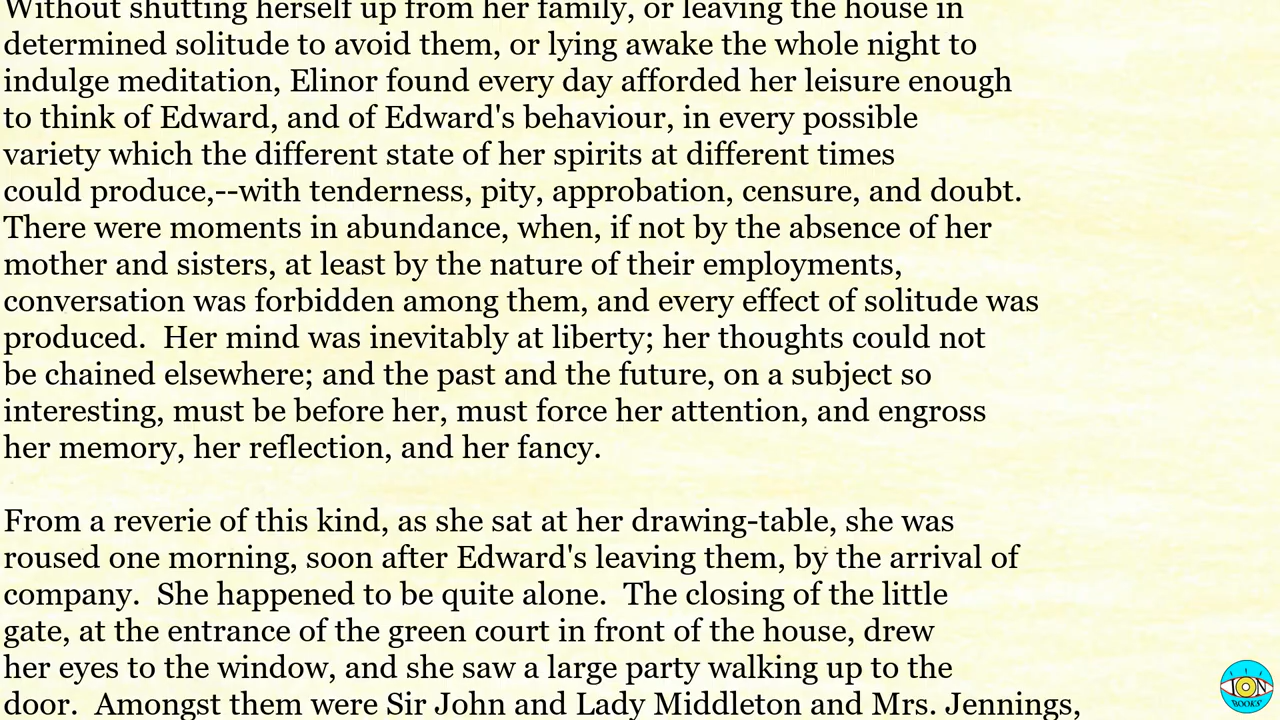 Without shutting herself up from her family, or leaving the house in
determined solitude to avoid them, or lying awake the whole night to
indulge meditation, Elinor found every day afforded her leisure enough
to think of Edward, and of Edward's behaviour, in every possible
variety which the different state of her spirits at different times
could produce,--with tenderness, pity, approbation, censure, and doubt.
There were moments in abundance, when, if not by the absence of her
mother and sisters, at least by the nature of their employments,
conversation was forbidden among them, and every effect of solitude was
produced.  Her mind was inevitably at liberty; her thoughts could not
be chained elsewhere; and the past and the future, on a subject so
interesting, must be before her, must force her attention, and engross
her memory, her reflection, and her fancy.

From a reverie of this kind, as she sat at her drawing-table, she was
roused one morning, soon after Edward's leaving them, by the arrival of
company.  She happened to be quite alone.  The closing of the little
gate, at the entrance of the green court in front of the house, drew
her eyes to the window, and she saw a large party walking up to the
door.  Amongst them were Sir John and Lady Middleton and Mrs. Jennings,
ION
BOOKS